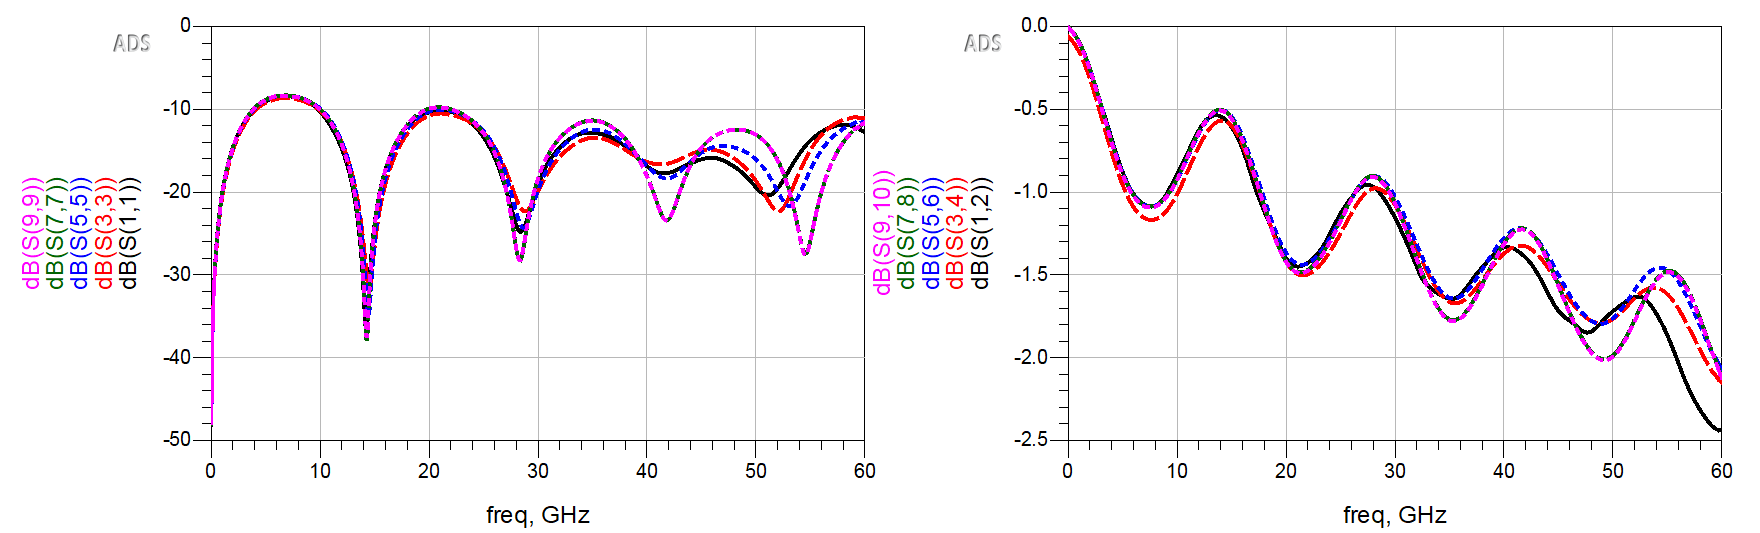 ADS
0
-10
-20
-30
-40
-50
dB(S(9,9))
dB(S(7,7))
dB(S(5,5))
dB(S(3,3))
dB(S(1,1))
0 10 20 30 40 50 60
freq, GHz
ADS
0.0
-0.5
-1.0
-1.5
-2.0
-2.5
dB(S(9,10))
dB(S(7,8))
dB(S(5,6))
dB(S(3,4))
dB(S(1,2))
0 10 20 30 40 50 60
freq, GHz